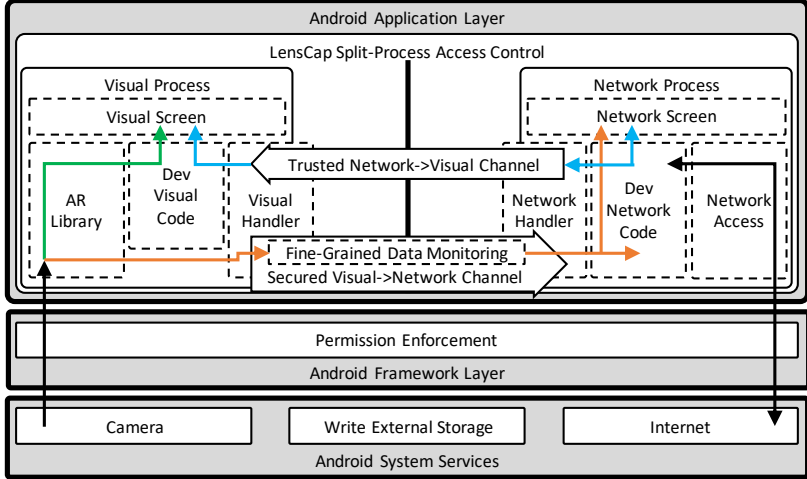 Android Application Layer
LensCap Split-Process Access Control
Visual Process
Network Process
Visual Screen
Network Screen
Trusted Network->Visual Channel
AR
Library
Dev
Visual
Code
Visual
Handler
Network
Handler
Dev
Network
Code
Network
Access
Fine-Grained Data Monitoring
Secured Visual->Network Channel
Permission Enforcement
Android Framework Layer
Camera
Write External Storage
Internet
Android System Services